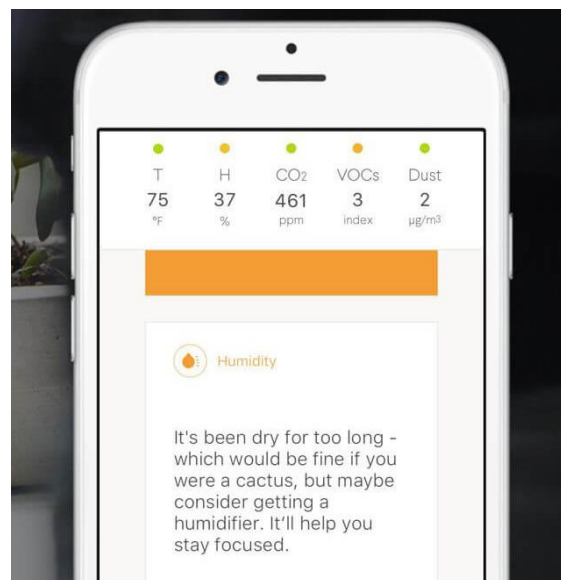 T H CO2 VOCs Dust
75 37 461 3 2
°F % ppm index µg/m3
Humidity
It's been dry for too long -
which would be fine if you
were a cactus, but maybe
consider getting a
humidifier. It’ll help you
stay focused.